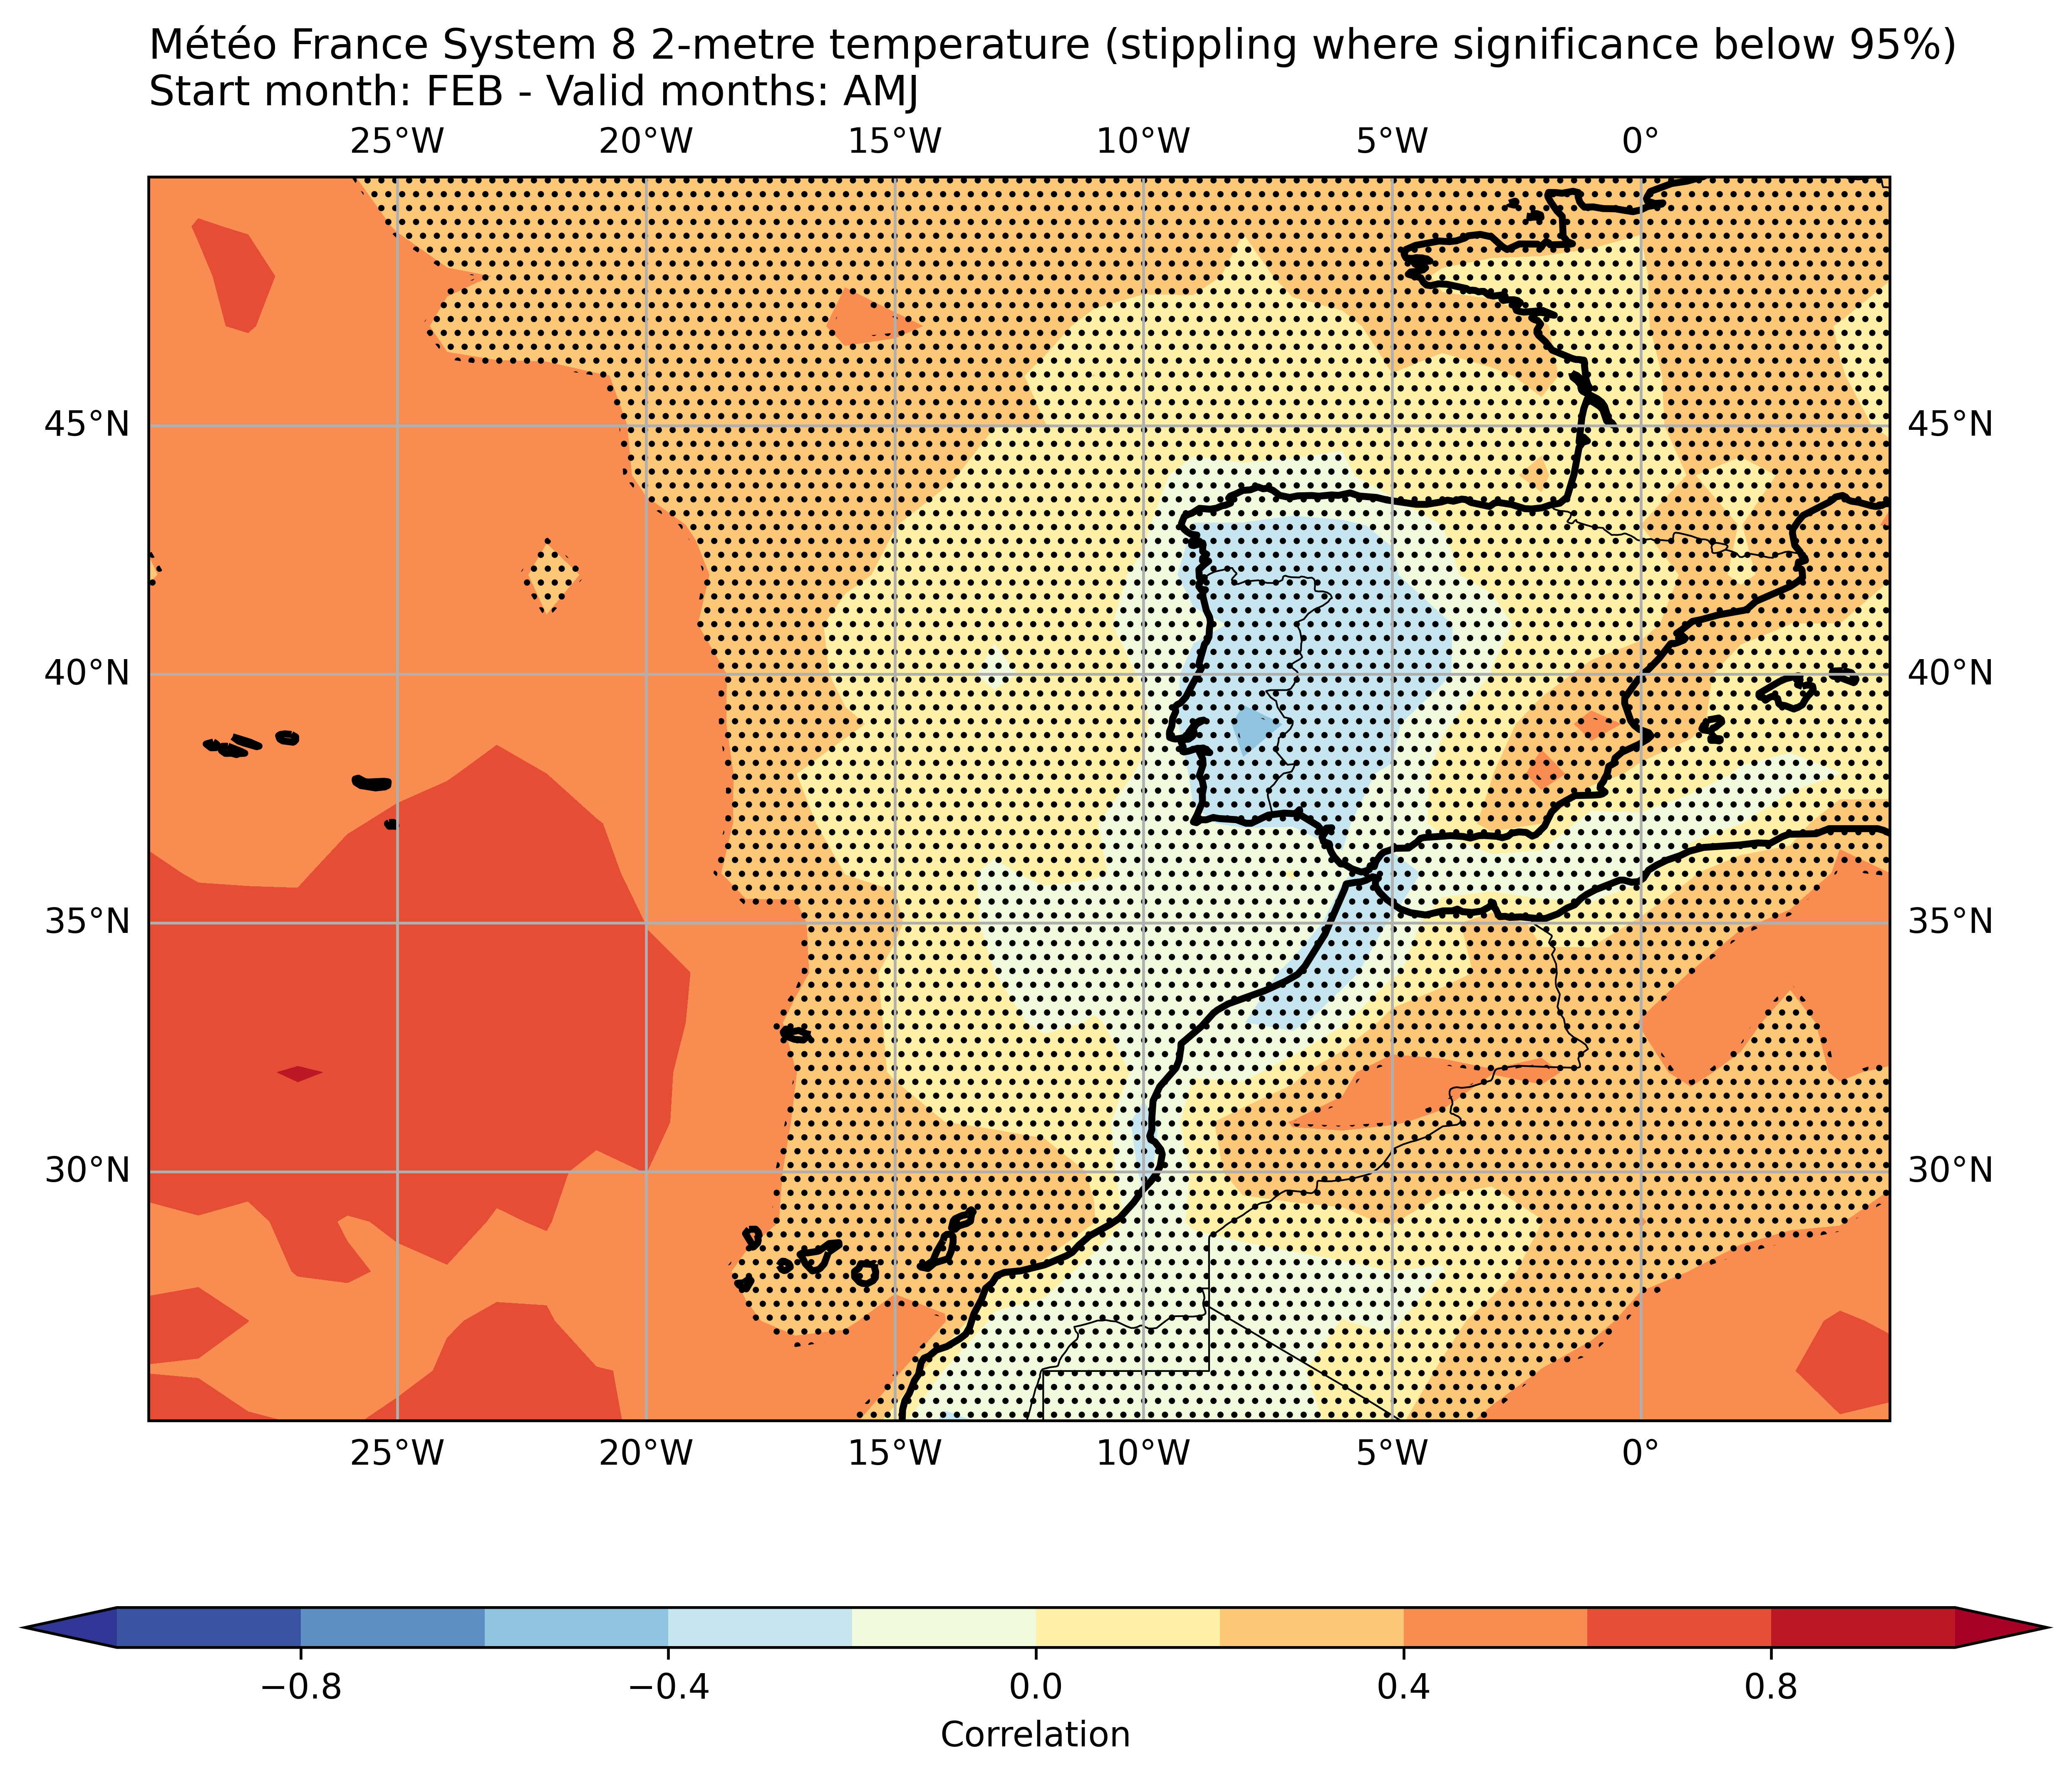 Météo France System 8 2-metre temperature (stippling where significance below 95%)
Start month: FEB - Valid months: AMJ
25°W 20°W 15°W 10°W 5°W 0°
45°N 45°N
40°N 40°N
35°N 35°N
30°N 30°N
25°W 20°W 15°W 10°W 5°W 0°
−0.8 −0.4 0.0 0.4 0.8
Correlation